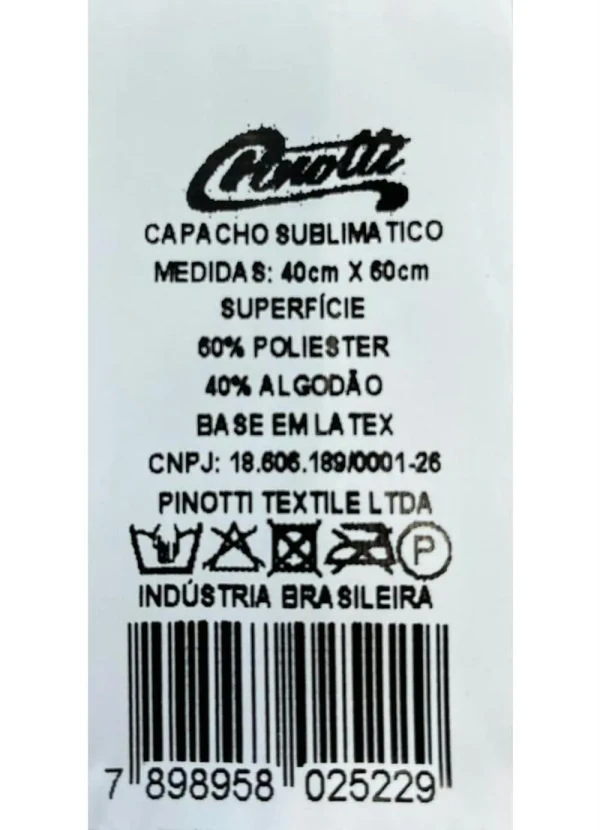 Pinotti
CAPACHO SUBLIMATICO
MEDIDAS: 40cm X 60cm
SUPERFÍCIE
60% POLIESTER
40% ALGODÃO
BASE EM LATEX
CNPJ: 18.606.189/0001-26
PINOTTI TEXTILE LTDA
P
INDÚSTRIA BRASILEIRA
7 898958 025229